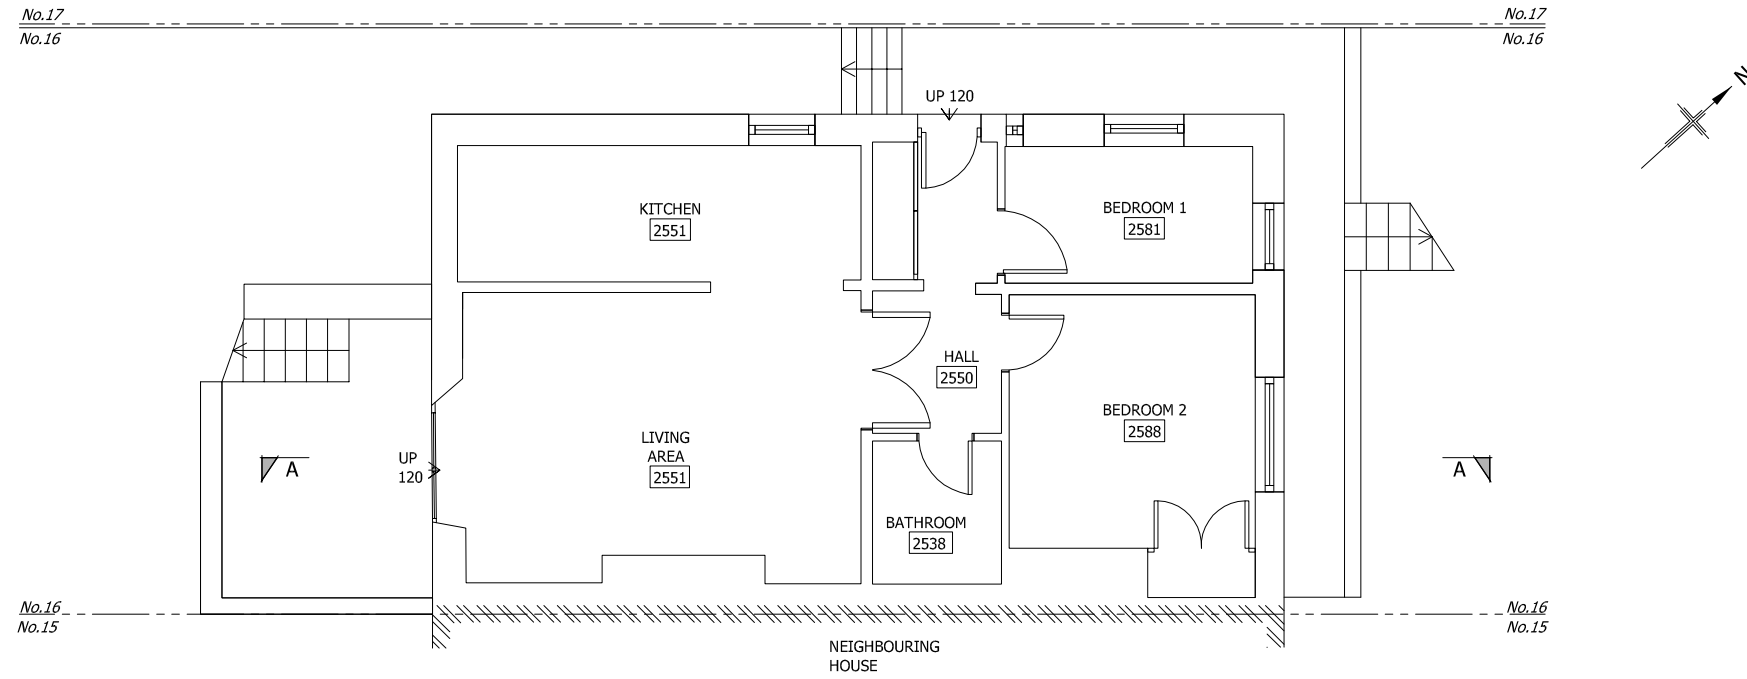 No.17
No.17
No.16
No.16
N
UP 120
KITCHEN
2551
BEDROOM 1
2581
HALL
2550
BEDROOM 2
2588
LIVING
AREA
2551
UP
120
A
A
BATHROOM
2538
No.16
No.16
No.15
No.15
NEIGHBOURING
HOUSE